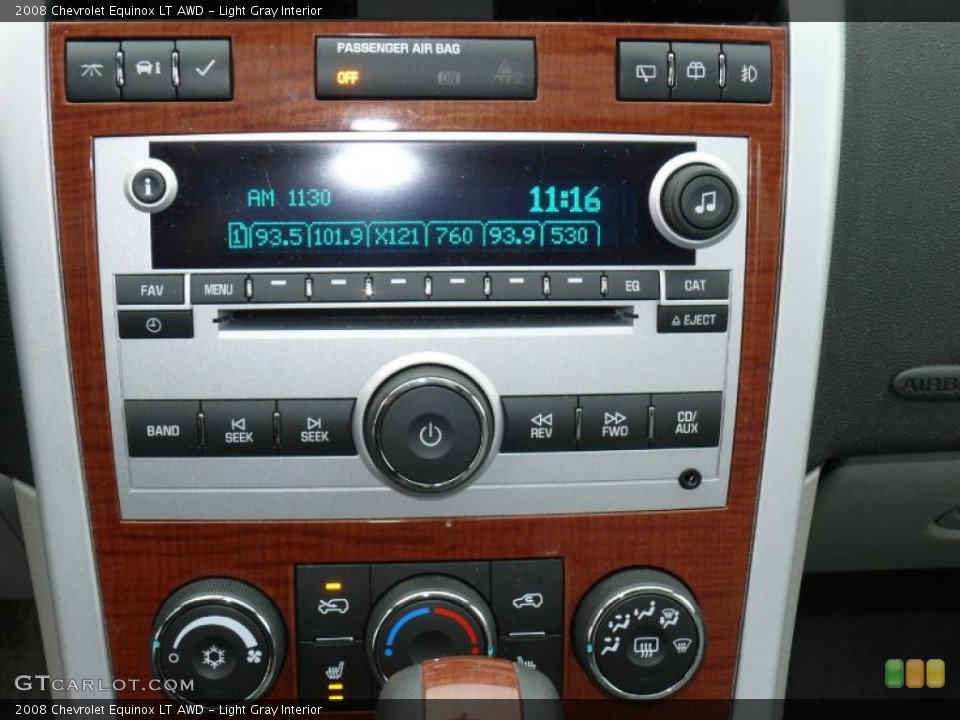 2008 Chevrolet Equinox LT AWD - Light Gray Interior
PASSENGER AIR BAG
OFF ON
AM 1130 11:16
1 93.5 101.9 X121 760 93.9 530
FAV MENU EQ CAT
EJECT
BAND SEEK SEEK REV FWD CD/AUX
AIRB
GTCARLOT.COM
2008 Chevrolet Equinox LT AWD - Light Gray Interior